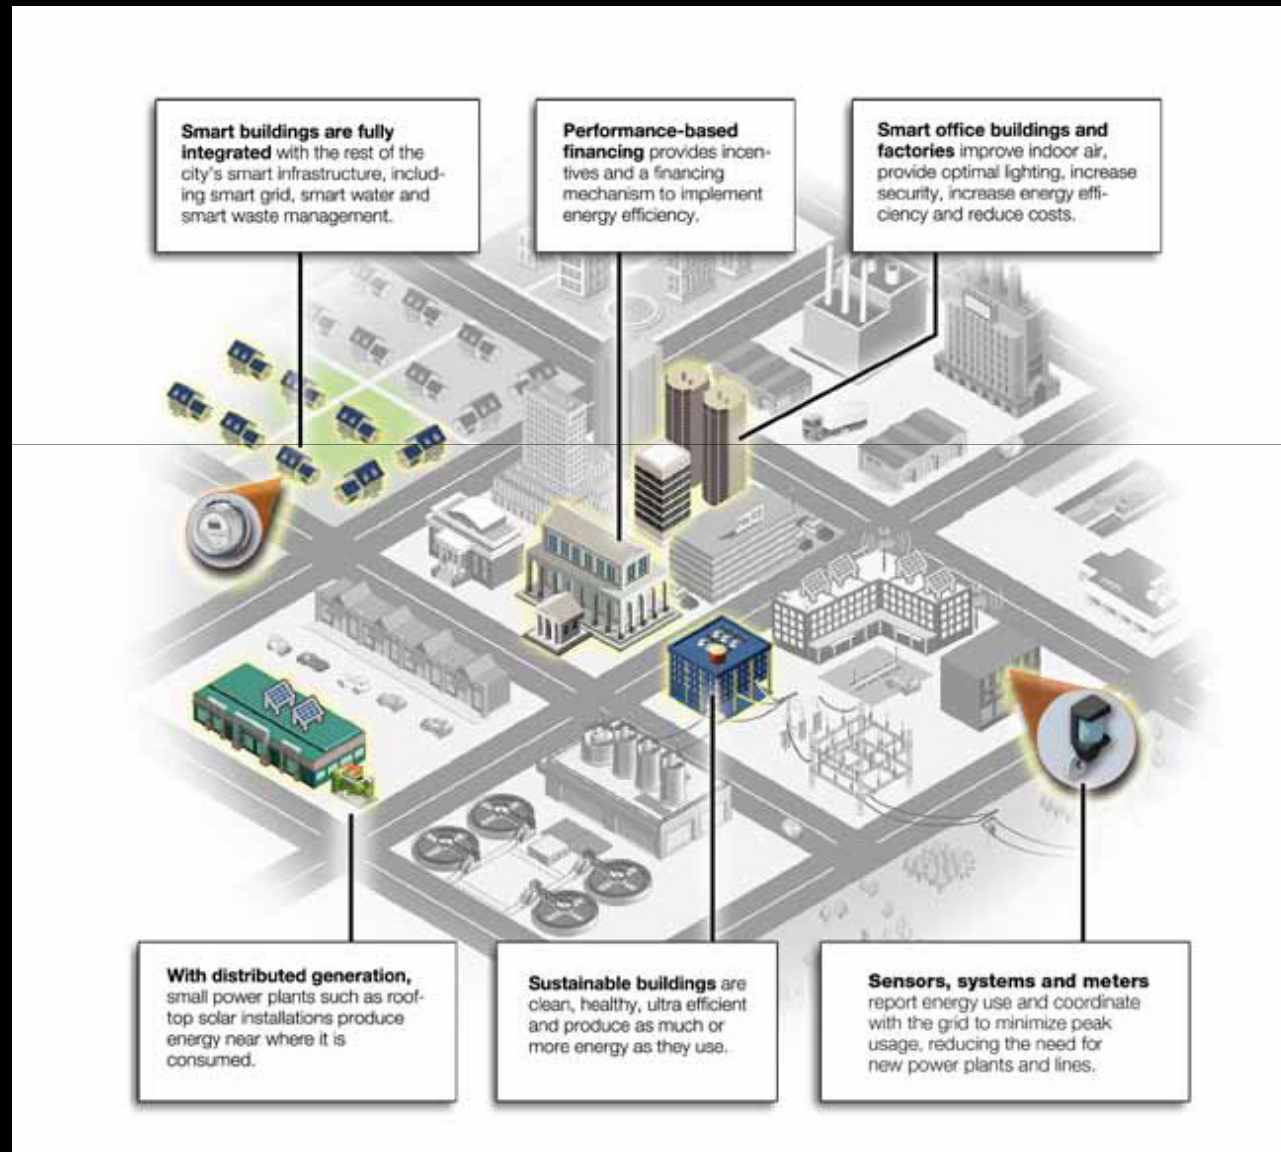 Smart buildings are fully
integrated with the rest of the
city's smart infrastructure, includ-
ing smart grid, smart water and
smart waste management.
Performance-based
financing provides incen-
tives and a financing
mechanism to implement
energy efficiency.
Smart office buildings and
factories improve indoor air,
provide optimal lighting, increase
security, increase energy effi-
ciency and reduce costs.
With distributed generation,
small power plants such as roof-
top solar installations produce
energy near where it is
consumed.
Sustainable buildings are
clean, healthy, ultra efficient
and produce as much or
more energy as they use.
Sensors, systems and meters
report energy use and coordinate
with the grid to minimize peak
usage, reducing the need for
new power plants and lines.